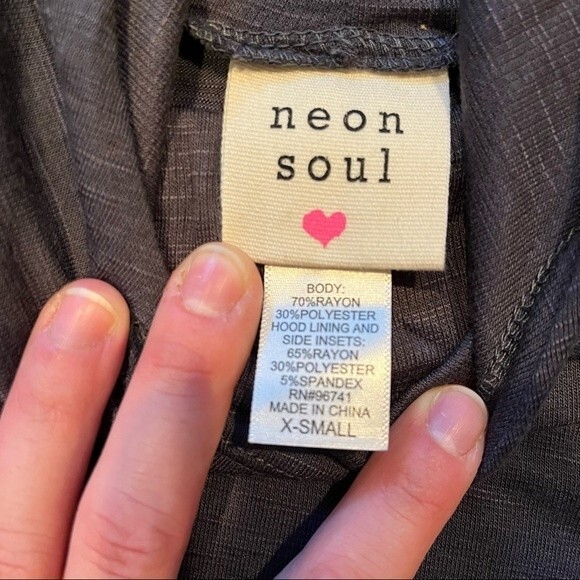 neon
soul
BODY:
70%RAYON
30%POLYESTER
HOOD LINING AND
SIDE INSETS:
65%RAYON
30%POLYESTER
5%SPANDEX
RN#96741
MADE IN CHINA
X-SMALL